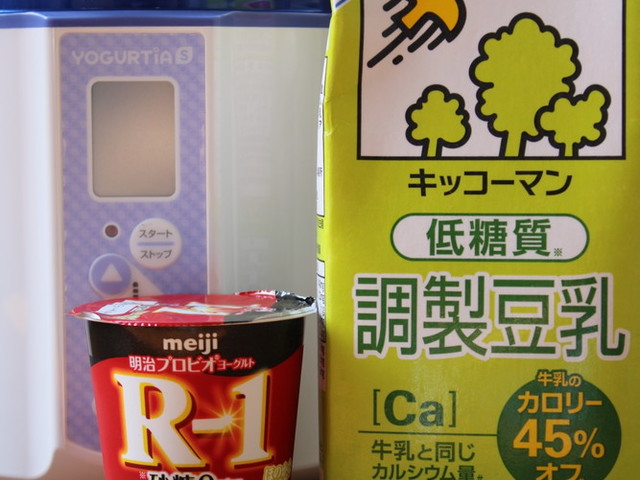 YOGURTiA S
スタート
ストップ
meiji
明治プロビオヨーグルト
R-1
キッコーマン
低糖質※
調製豆乳
[Ca]
牛乳と同じ
カルシウム量※
牛乳の
カロリー
45%
オフ